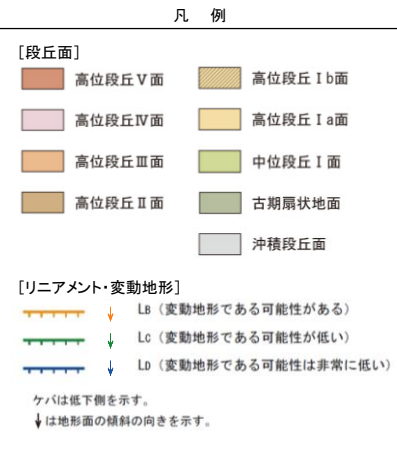 凡 例
[段丘面]
高位段丘Ⅴ面
高位段丘Ⅳ面
高位段丘Ⅲ面
高位段丘Ⅱ面
高位段丘Ⅰb面
高位段丘Ⅰa面
中位段丘Ⅰ面
古期扇状地面
沖積段丘面
[リニアメント・変動地形]
LB（変動地形である可能性がある）
LC（変動地形である可能性が低い）
LD（変動地形である可能性は非常に低い）
ケバは低下側を示す。
↓は地形面の傾斜の向きを示す。